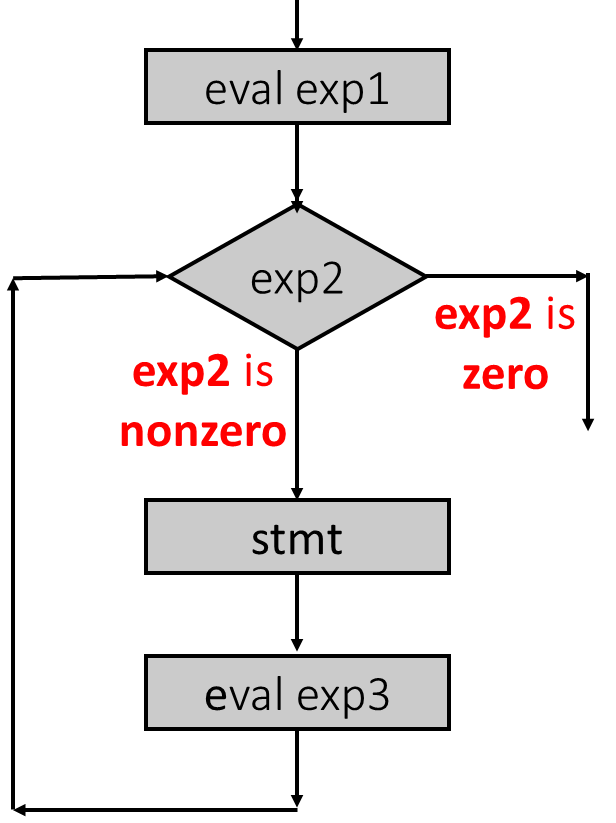 eval exp1
exp2
exp2 is
zero
exp2 is
nonzero
stmt
eval exp3